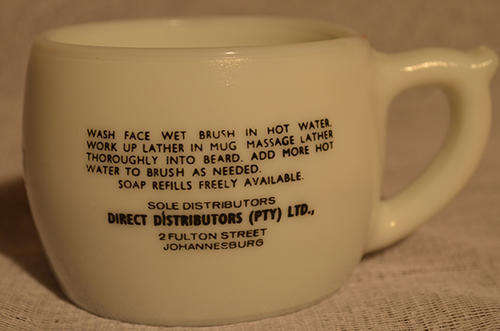 WASH FACE WET BRUSH IN HOT WATER.
WORK UP LATHER IN MUG MASSAGE LATHER
THOROUGHLY INTO BEARD. ADD MORE HOT
WATER TO BRUSH AS NEEDED.
SOAP REFILLS FREELY AVAILABLE.
SOLE DISTRIBUTORS
DIRECT DISTRIBUTORS (PTY) LTD.,
2 FULTON STREET
JOHANNESBURG